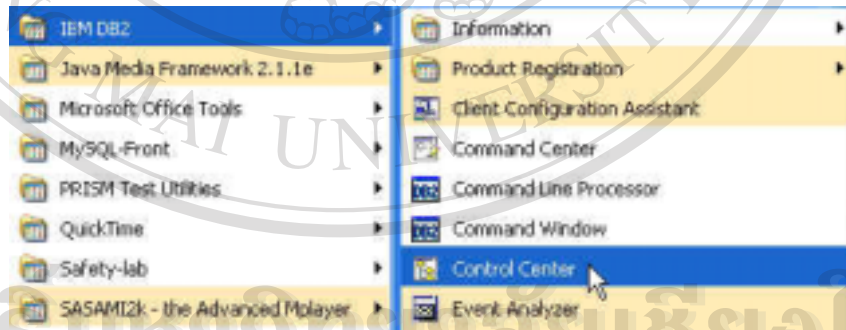 IBM DB2
Java Media Framework 2.1.1e
Microsoft Office Tools
MySQL-Front
PRISM Test Utilities
QuickTime
Safety-lab
SASAMI2k - the Advanced Mplayer
Information
Product Registration
Client Configuration Assistant
Command Center
Command Line Processor
Command Window
Control Center
Event Analyzer
MAI UNIVERSITY